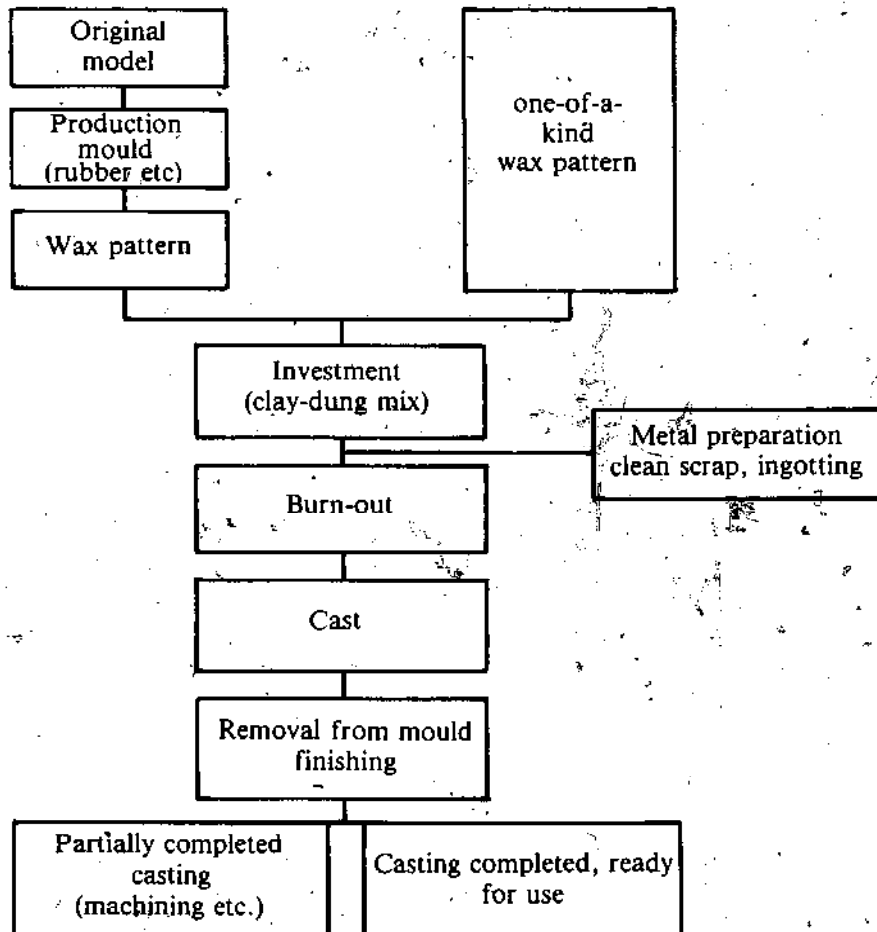 Original
model
Production
mould
(rubber etc)
Wax pattern
one-of-a-
kind
wax pattern
Investment
(clay-dung mix)
Metal preparation
clean scrap, ingotting
Burn-out
Cast
Removal from mould
finishing
Partially completed
casting
(machining etc.)
Casting completed, ready
for use